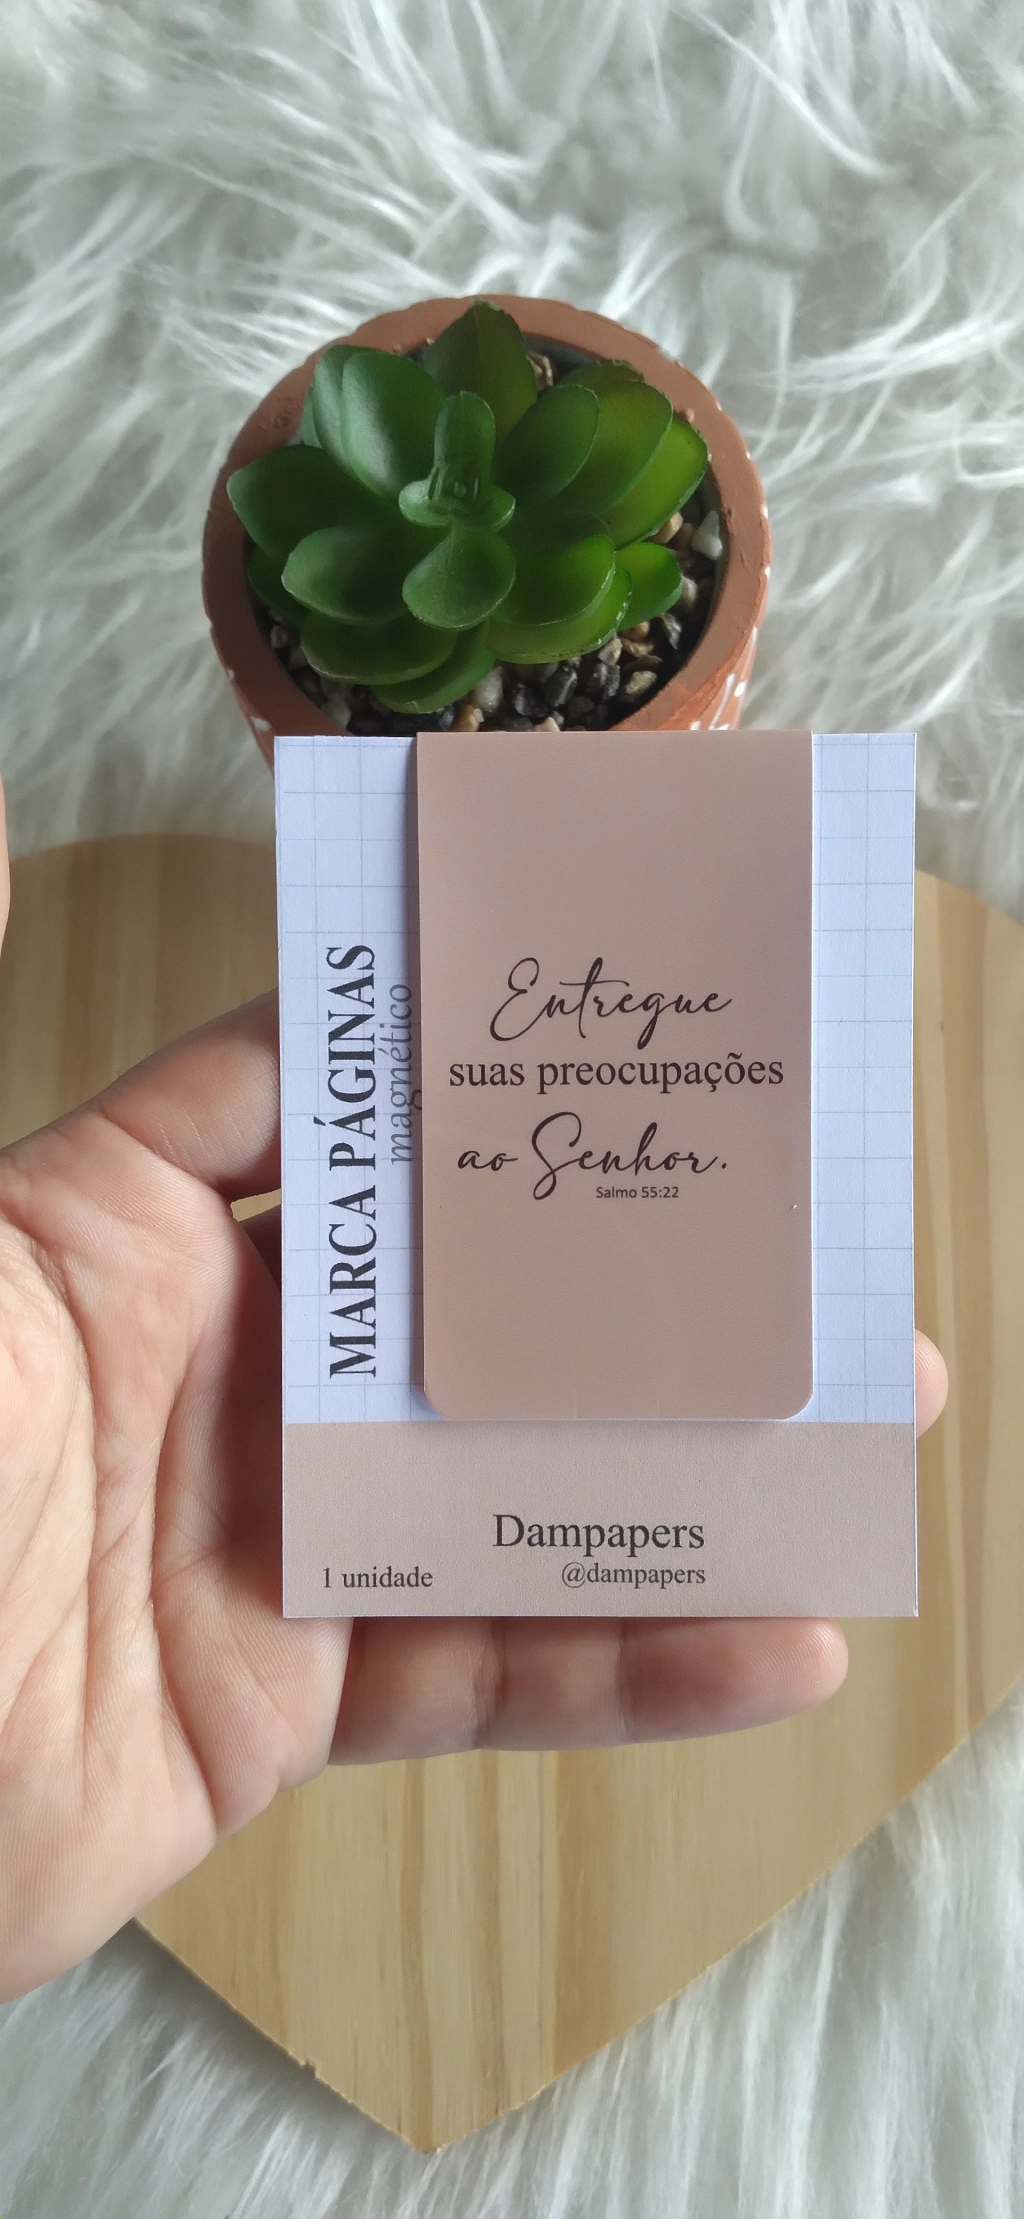 MARCA PÁGINAS
magnético
Entregue
suas preocupações
ao Senhor.
Salmo 55:22
Dampapers
@dampapers
1 unidade